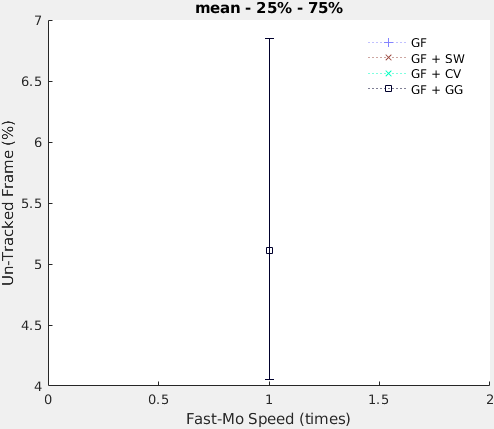 mean - 25% - 75%
Un-Tracked Frame (%)
7
6.5
6
5.5
5
4.5
4
GF
GF + SW
GF + CV
GF + GG
0
0.5
1
1.5
2
Fast-Mo Speed (times)